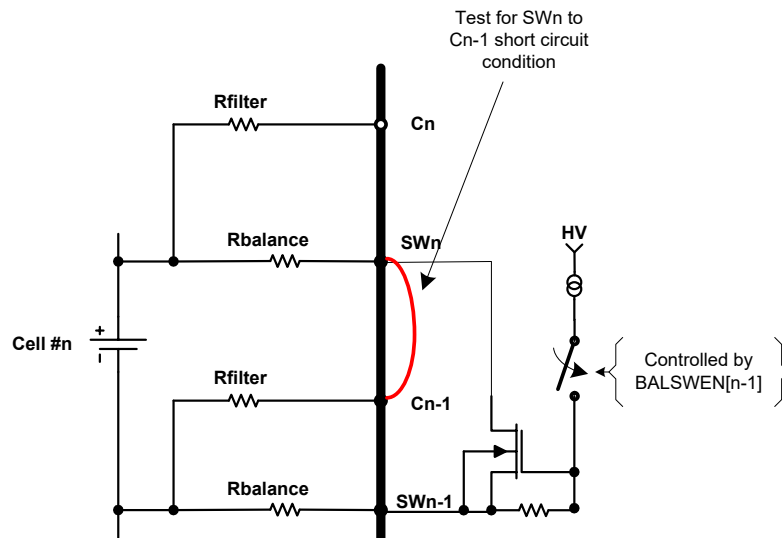 Test for SWn to
Cn-1 short circuit
condition
Rfilter
Cn
Rbalance
SWn
HV
+
Cell #n
Controlled by
BALSWEN[n-1]
Rfilter
Cn-1
Rbalance
SWn-1